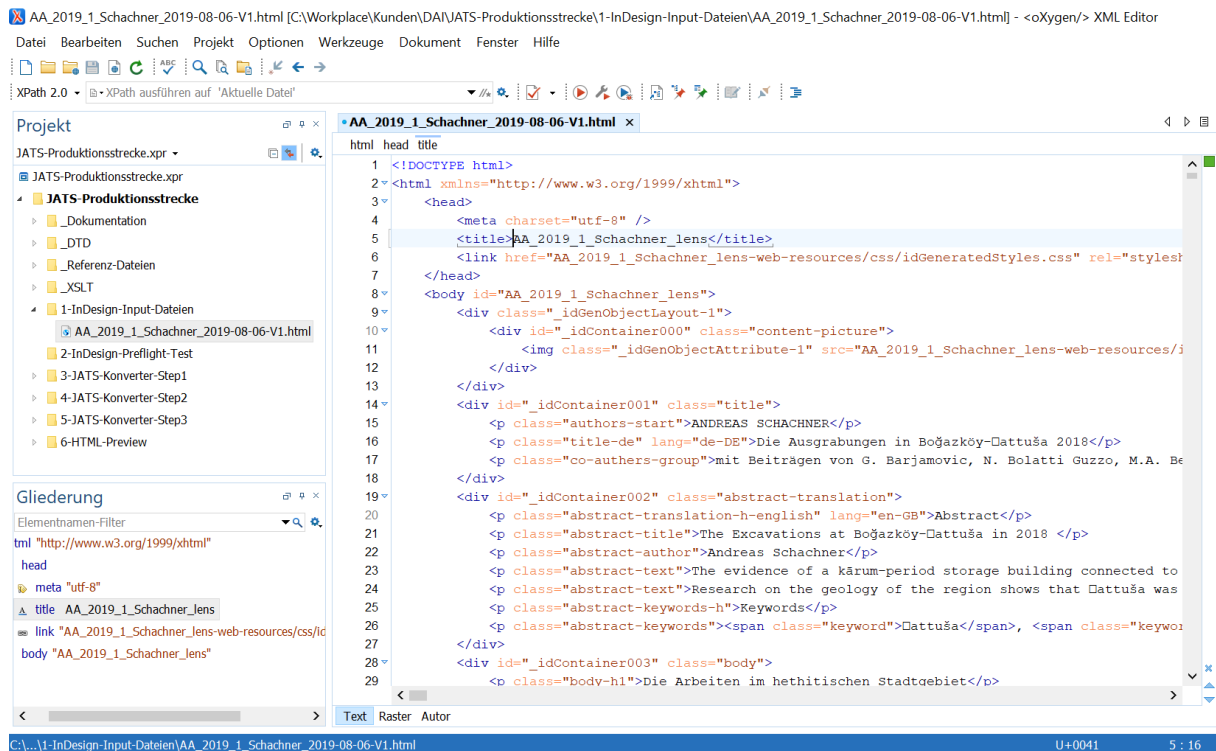 AA_2019_1_Schachner_2019-08-06-V1.html [C:\Workplace\Kunden\DAI\JATS-Produktionsstrecke\1-InDesign-Input-Dateien\AA_2019_1_Schachner_2019-08-06-V1.html] - <oXygen/> XML Editor
Datei Bearbeiten Suchen Projekt Optionen Werkzeuge Dokument Fenster Hilfe
XPath 2.0 XPath ausführen auf 'Aktuelle Datei'
Projekt
JATS-Produktionsstrecke.xpr
JATS-Produktionsstrecke.xpr
JATS-Produktionsstrecke
_Dokumentation
_DTD
_Referenz-Dateien
_XSLT
1-InDesign-Input-Dateien
AA_2019_1_Schachner_2019-08-06-V1.html
2-InDesign-Preflight-Test
3-JATS-Konverter-Step1
4-JATS-Konverter-Step2
5-JATS-Konverter-Step3
6-HTML-Preview
Gliederung
Elementnamen-Filter
tml "http://www.w3.org/1999/xhtml"
head
meta "utf-8"
title AA_2019_1_Schachner_lens
link "AA_2019_1_Schachner_lens-web-resources/css/id
body "AA_2019_1_Schachner_lens"
AA_2019_1_Schachner_2019-08-06-V1.html
html head title
1 <!DOCTYPE html>
2 <html xmlns="http://www.w3.org/1999/xhtml">
3 <head>
4 <meta charset="utf-8" />
5 <title>AA_2019_1_Schachner_lens</title>
6 <link href="AA_2019_1_Schachner_lens-web-resources/css/idGeneratedStyles.css" rel="stylesh
7 </head>
8 <body id="AA_2019_1_Schachner_lens">
9 <div class="_idGenObjectLayout-1">
10 <div id="_idContainer000" class="content-picture">
11 <img class="_idGenObjectAttribute-1" src="AA_2019_1_Schachner_lens-web-resources/i
12 </div>
13 </div>
14 <div id="_idContainer001" class="title">
15 <p class="authors-start">ANDREAS SCHACHNER</p>
16 <p class="title-de" lang="de-DE">Die Ausgrabungen in Boğazköy-□attuša 2018</p>
17 <p class="co-authers-group">mit Beiträgen von G. Barjamovic, N. Bolatti Guzzo, M.A. Be
18 </div>
19 <div id="_idContainer002" class="abstract-translation">
20 <p class="abstract-translation-h-english" lang="en-GB">Abstract</p>
21 <p class="abstract-title">The Excavations at Boğazköy-□attuša in 2018 </p>
22 <p class="abstract-author">Andreas Schachner</p>
23 <p class="abstract-text">The evidence of a kārum-period storage building connected to
24 <p class="abstract-text">Research on the geology of the region shows that □attuša was
25 <p class="abstract-keywords-h">Keywords</p>
26 <p class="abstract-keywords"><span class="keyword">□attuša</span>, <span class="keywor
27 </div>
28 <div id="_idContainer003" class="body">
29 <p class="body-h1">Die Arbeiten im hethitischen Stadtgebiet</p>
Text Raster Autor
C:\...\1-InDesign-Input-Dateien\AA_2019_1_Schachner_2019-08-06-V1.html U+0041 5 : 16